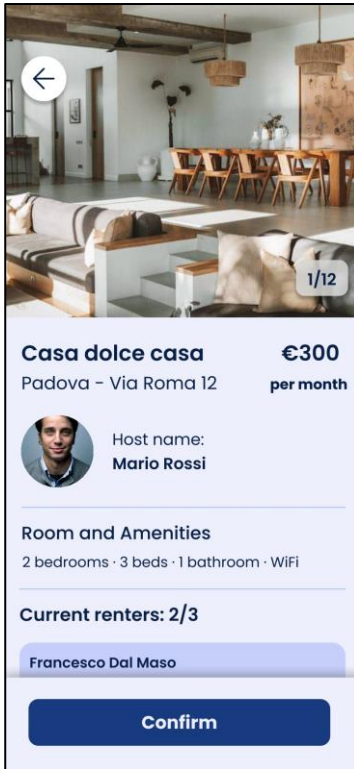 1/12
Casa dolce casa
€300
Padova - Via Roma 12
per month
Host name:
Mario Rossi
Room and Amenities
2 bedrooms · 3 beds · 1 bathroom · WiFi
Current renters: 2/3
Francesco Dal Maso
Confirm